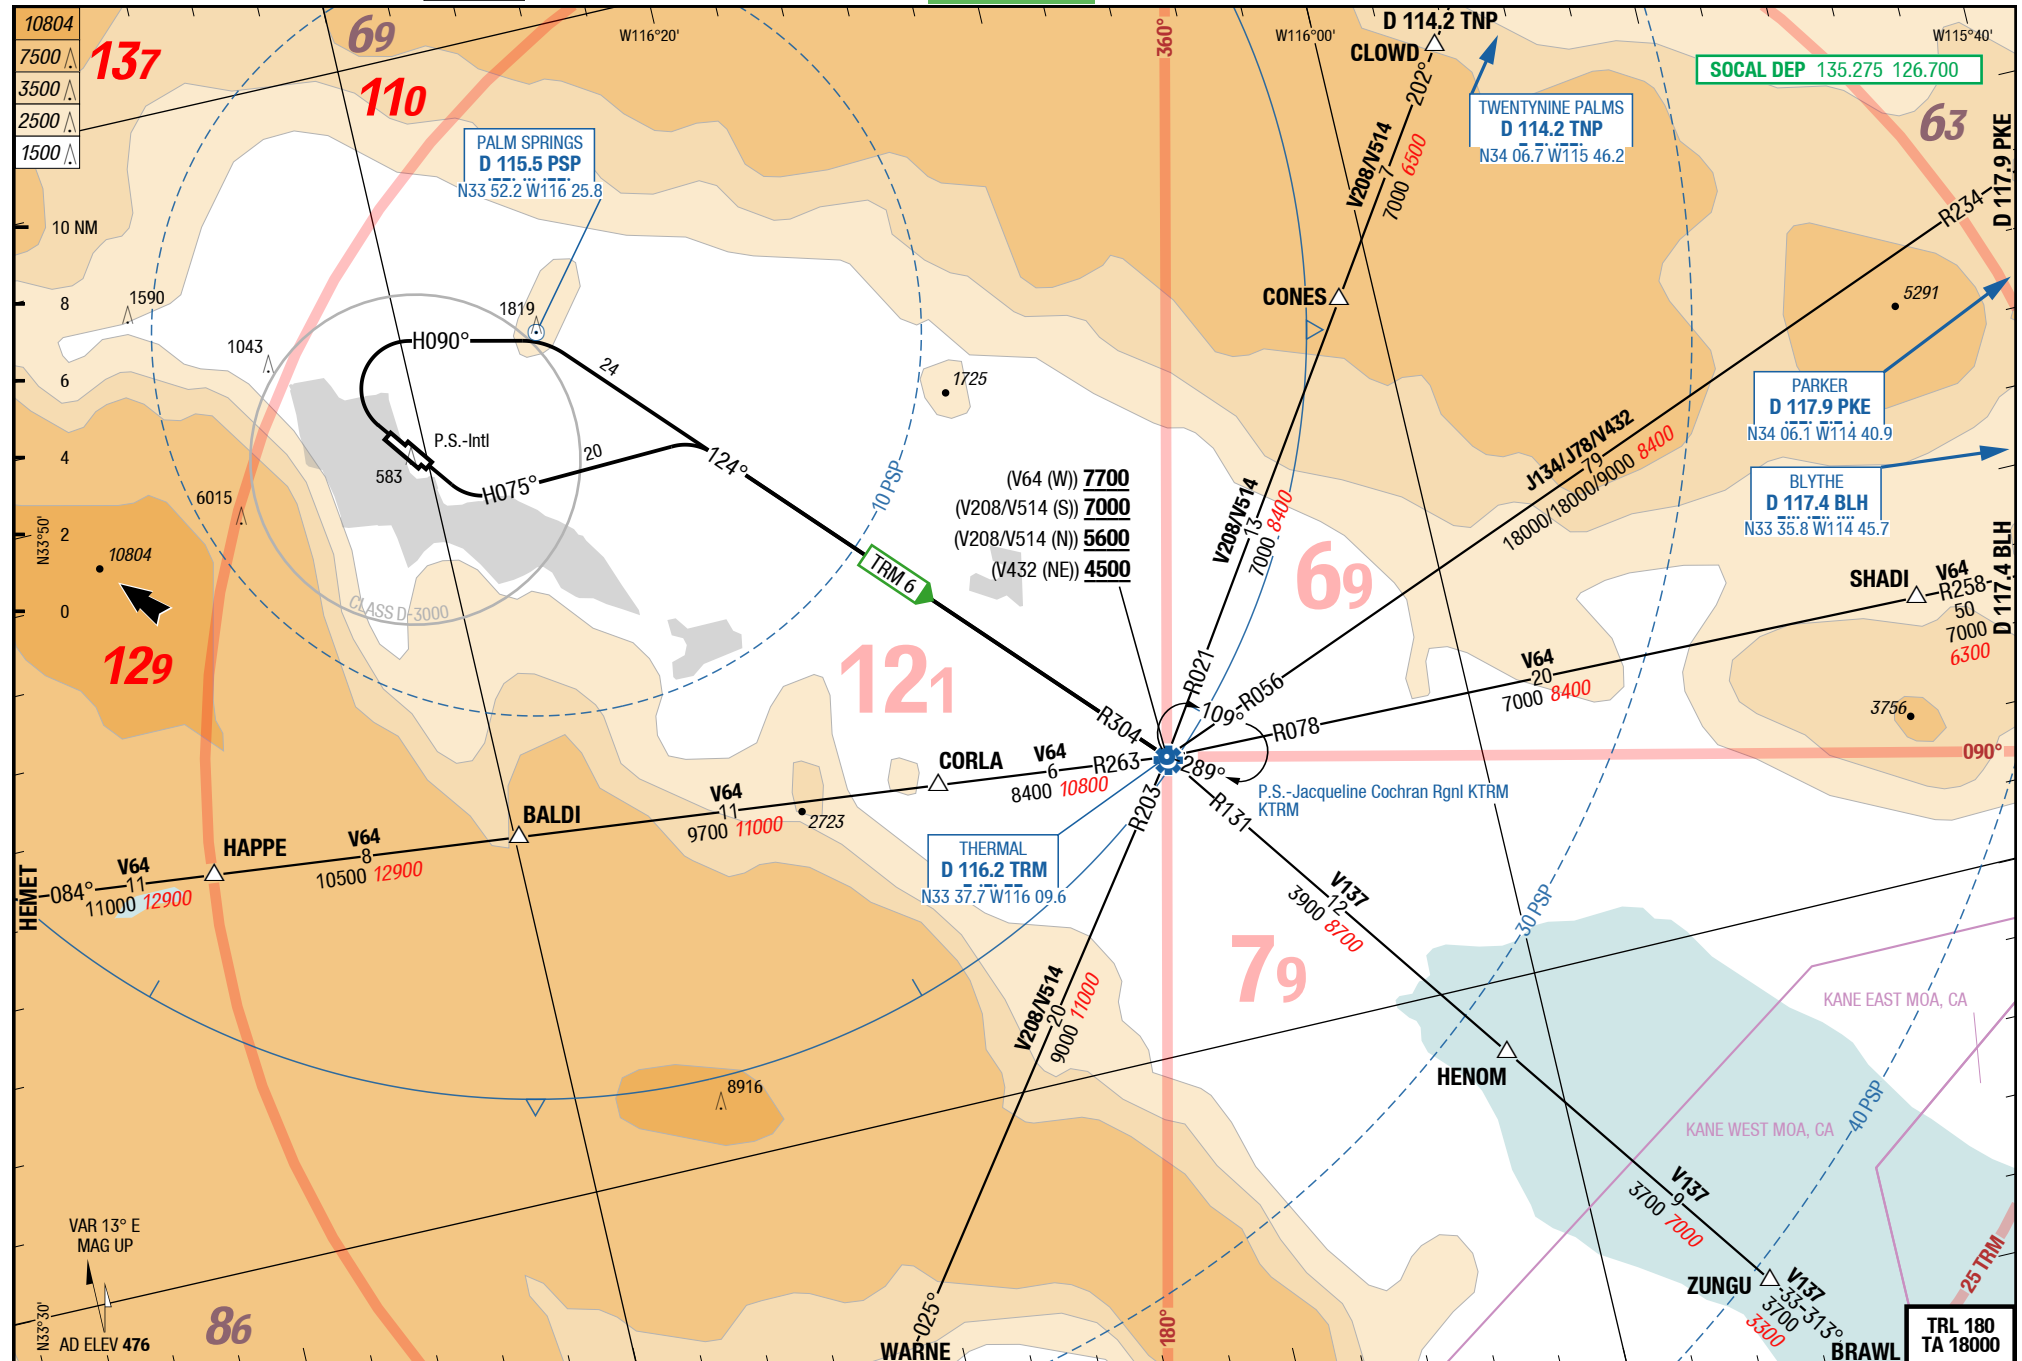 10804
7500
3500
2500
1500
137
69
110
W116°20'
360°
W116°00'
D 114.2 TNP
CLOWD
W115°40'
SOCAL DEP 135.275 126.700
63
D 117.9 PKE
PALM SPRINGS
D 115.5 PSP
N33 52.2 W116 25.8
202°
V208/V514
7
7000 6500
TWENTYNINE PALMS
D 114.2 TNP
N34 06.7 W115 46.2
R234
10 NM
8
6
4
2
0
N33°50'
1590
1819
1043
H090°
24
1725
CONES
5291
PARKER
D 117.9 PKE
N34 06.1 W114 40.9
P.S.-Intl
583
20
H075°
124°
10 PSP
6015
10804
CLASS D-3000
129
TRM 6
(V64 (W)) 7700
(V208/V514 (S)) 7000
(V208/V514 (N)) 5600
(V432 (NE)) 4500
V208/V514
13
7000 8400
J134/J78/V432
79
18000/18000/9000 8400
BLYTHE
D 117.4 BLH
N33 35.8 W114 45.7
69
121
SHADI
V64
R258
50
7000
6300
D 117.4 BLH
V64
20
7000 8400
3756
R021
R056
109°
R078
R304
R263
289°
090°
P.S.-Jacqueline Cochran Rgnl KTRM
KTRM
CORLA
V64
6
8400 10800
R203
R131
BALDI
V64
11
9700 11000
2723
HAPPE
V64
8
10500 12900
HEMET
084°
V64
11
11000 12900
THERMAL
D 116.2 TRM
N33 37.7 W116 09.6
V137
12
3900 8700
30 PSP
79
V208/V514
20
9000 11000
KANE EAST MOA, CA
8916
HENOM
KANE WEST MOA, CA
40 PSP
V137
9
3700 7000
VAR 13° E
MAG UP
N33°30'
AD ELEV 476
86
025°
WARNE
180°
ZUNGU
V137
33
313°
3700
3300
BRAWL
25 TRM
TRL 180
TA 18000